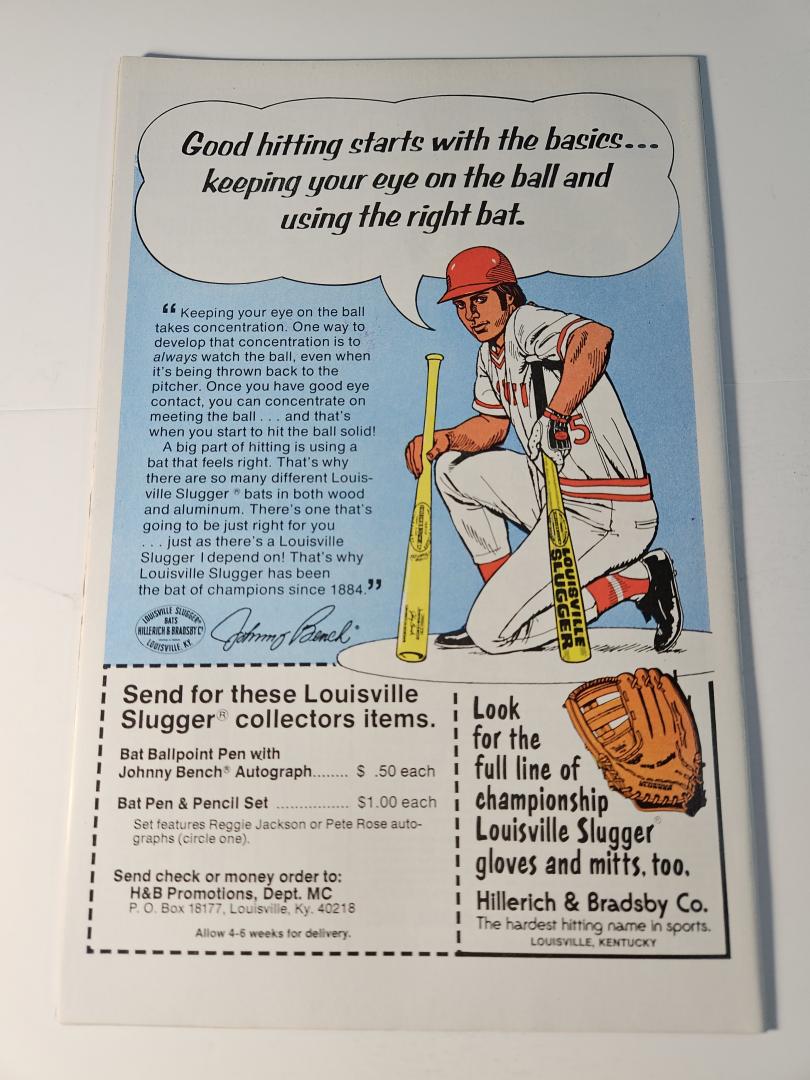 Good hitting starts with the basics...
keeping your eye on the ball and
using the right bat.
“ Keeping your eye on the ball
takes concentration. One way to
develop that concentration is to
always watch the ball, even when
it's being thrown back to the
pitcher. Once you have good eye
contact, you can concentrate on
meeting the ball . . . and that's
when you start to hit the ball solid!
A big part of hitting is using a
bat that feels right. That's why
there are so many different Louis-
ville Slugger ® bats in both wood
and aluminum. There's one that's
going to be just right for you
. . . just as there's a Louisville
Slugger I depend on! That's why
Louisville Slugger has been
the bat of champions since 1884.”
LOUISVILLE SLUGGER®
BATS
HILLERICH & BRADSBY Co
LOUISVILLE, KY.
Johnny Bench®
5
LOUISVILLE
SLUGGER
Send for these Louisville
Slugger® collectors items.
Bat Ballpoint Pen with
Johnny Bench® Autograph........ $ .50 each
Bat Pen & Pencil Set ................ $1.00 each
Set features Reggie Jackson or Pete Rose auto-
graphs (circle one).
Send check or money order to:
H&B Promotions, Dept. MC
P. O. Box 18177, Louisville, Ky. 40218
Allow 4-6 weeks for delivery.
Look
for the
full line of
championship
Louisville Slugger®
gloves and mitts, too.
Hillerich & Bradsby Co.
The hardest hitting name in sports.
LOUISVILLE, KENTUCKY